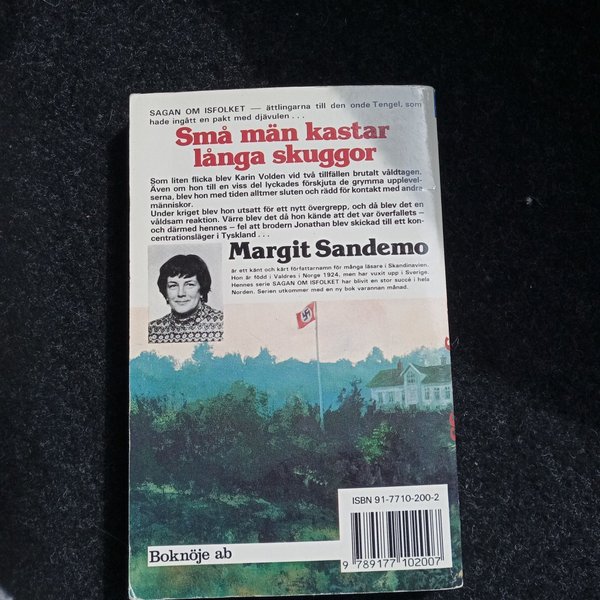 SAGAN OM ISFOLKET — ättlingarna till den onde Tengel, som
hade ingått en pakt med djävulen . . .
Små män kastar
långa skuggor
Som liten flicka blev Karin Volden vid två tillfällen brutalt våldtagen.
Även om hon till en viss del lyckades förskjuta de grymma upplevel-
serna, blev hon med tiden alltmer sluten och rädd för kontakt med andra
människor.
Under kriget blev hon utsatt för ett nytt övergrepp, och då blev det en
våldsam reaktion. Värre blev det då hon kände att det var överfallets –
och därmed hennes – fel att brodern Jonathan blev skickad till ett kon-
centrationsläger i Tyskland . . .
Margit Sandemo
är ett känt och kärt författarnamn för många läsare i Skandinavien.
Hon är född i Valdres i Norge 1924, men har vuxit upp i Sverige.
Hennes serie SAGAN OM ISFOLKET har blivit en stor succé i hela
Norden. Serien utkommer med en ny bok varannan månad.
ISBN 91-7710-200-2
Boknöje ab
9 789177 102007